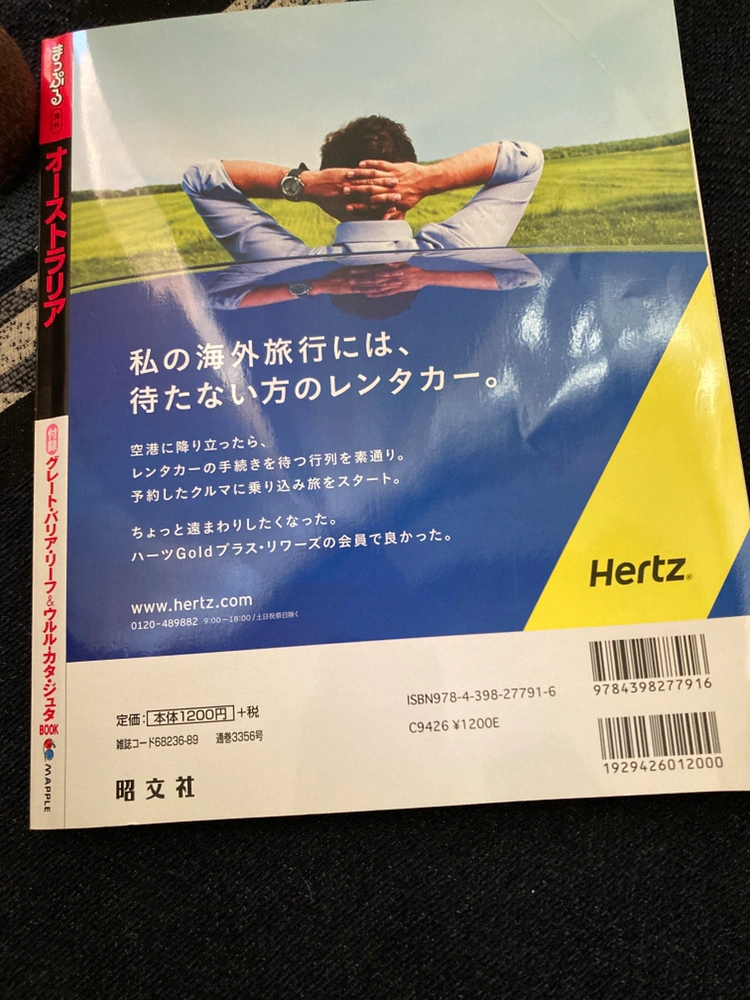 まっぷる
海外
オーストラリア
付録
グレート・バリア・リーフ&ウルル-カタ・ジュタ
BOOK
MAPPLE
私の海外旅行には、
待たない方のレンタカー。
空港に降り立ったら、
レンタカーの手続きを待つ行列を素通り。
予約したクルマに乗り込み旅をスタート。
ちょっと遠まわりしたくなった。
ハーツGoldプラス・リワーズの会員で良かった。
www.hertz.com
0120-489882 9:00~18:00/土日祝祭日除く
Hertz®
定価：本体1200円+税
雑誌コード68236-89 通巻3356号
昭文社
ISBN978-4-398-27791-6
C9426 ¥1200E
9784398277916
1929426012000